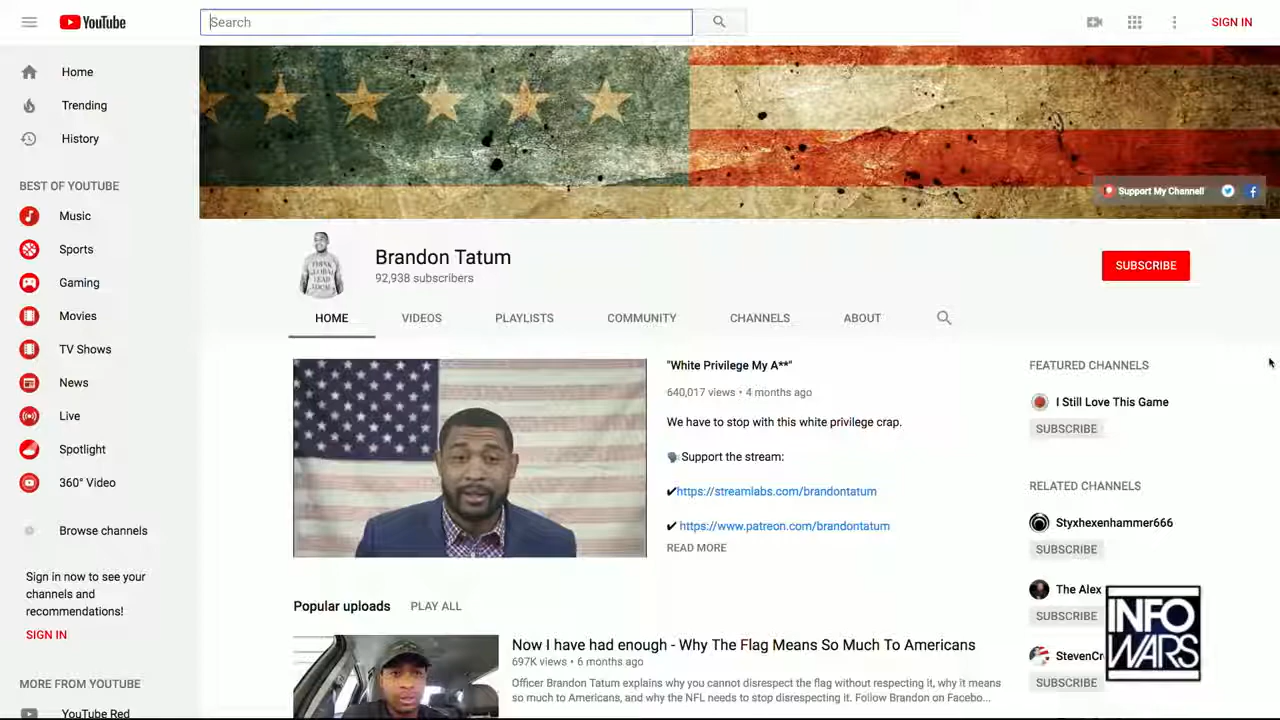 YouTube
Search
SIGN IN
Home
Trending
History
BEST OF YOUTUBE
Music
Sports
Gaming
Movies
TV Shows
News
Live
Spotlight
360° Video
Browse channels
Sign in now to see your
channels and
recommendations!
SIGN IN
MORE FROM YOUTUBE
YouTube Red
Support My Channel!
THINK
GLOBAL
LEAD
LOCAL
Brandon Tatum
92,938 subscribers
SUBSCRIBE
HOME
VIDEOS
PLAYLISTS
COMMUNITY
CHANNELS
ABOUT
"White Privilege My A**"
640,017 views • 4 months ago
We have to stop with this white privilege crap.
Support the stream:
✔https://streamlabs.com/brandontatum
✔ https://www.patreon.com/brandontatum
READ MORE
Popular uploads
PLAY ALL
Now I have had enough - Why The Flag Means So Much To Americans
697K views • 6 months ago
Officer Brandon Tatum explains why you cannot disrespect the flag without respecting it, why it means
so much to Americans, and why the NFL needs to stop disrespecting it. Follow Brandon on Facebo...
FEATURED CHANNELS
I Still Love This Game
SUBSCRIBE
RELATED CHANNELS
Styxhexenhammer666
SUBSCRIBE
The Alex
SUBSCRIBE
StevenCr
SUBSCRIBE
INFO
WARS